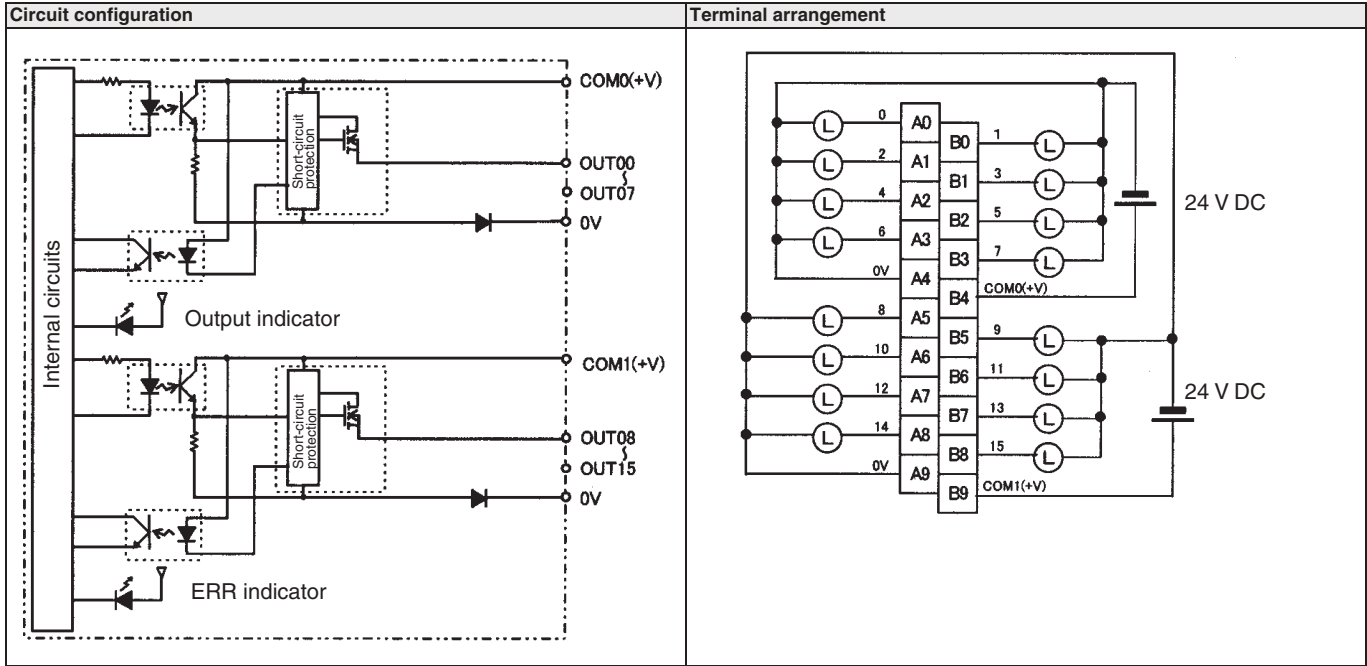 Circuit configuration
Terminal arrangement
Internal circuits
Short-circuit
protection
COM0(+V)
OUT00
OUT07
0V
Output indicator
Short-circuit
protection
COM1(+V)
OUT08
OUT15
0V
ERR indicator
L 0 A0
B0 1 L
L 2 A1
B1 3 L
L 4 A2
B2 5 L
L 6 A3
B3 7 L
0V A4
B4 COM0(+V)
24 V DC
L 8 A5
B5 9 L
L 10 A6
B6 11 L
L 12 A7
B7 13 L
L 14 A8
B8 15 L
0V A9
B9 COM1(+V)
24 V DC